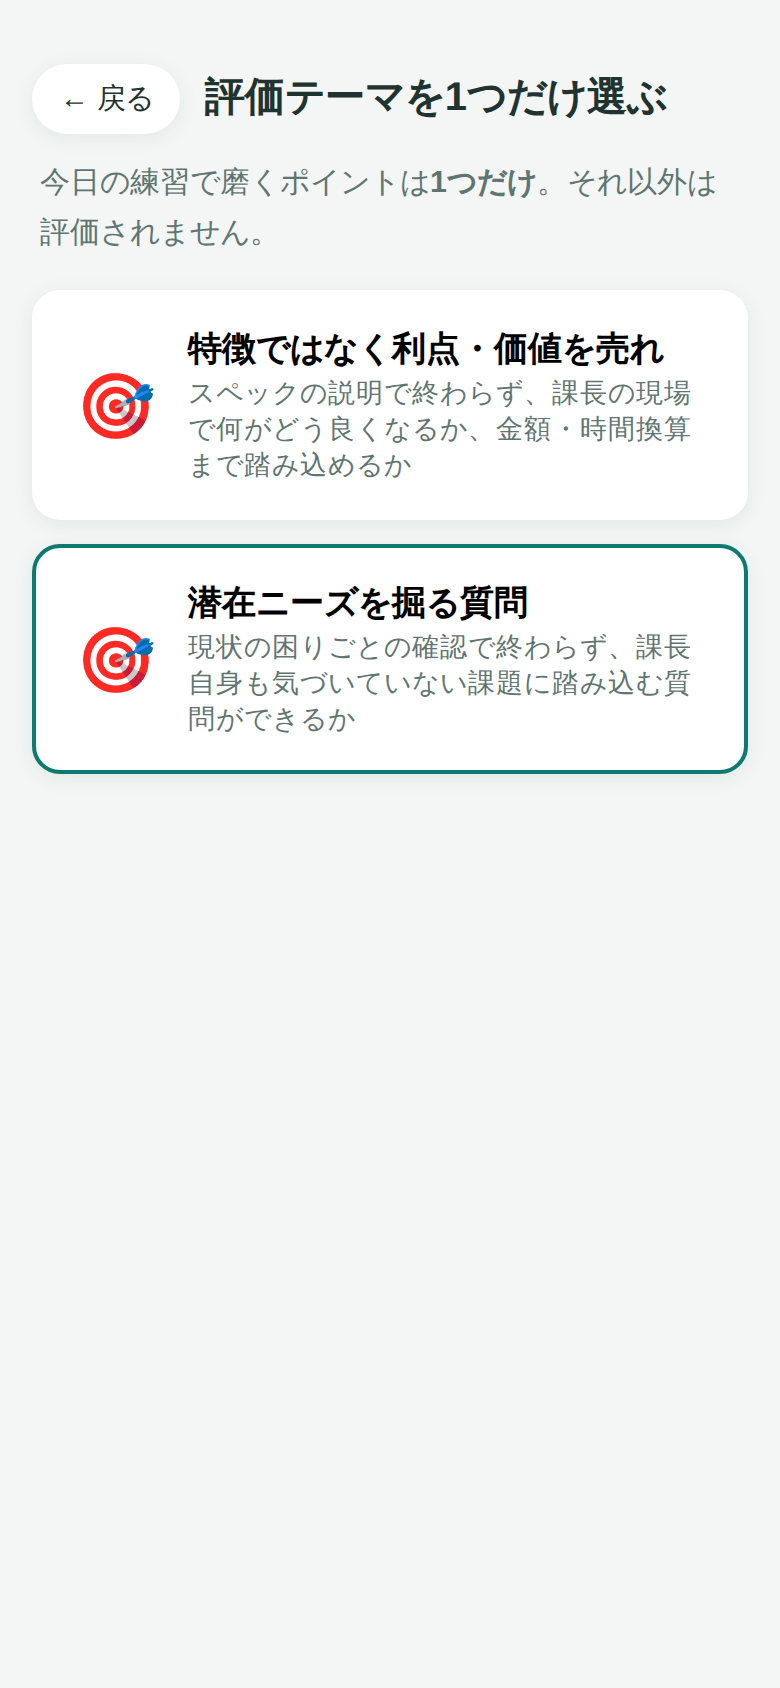 ← 戻る
評価テーマを1つだけ選ぶ
今日の練習で磨くポイントは1つだけ。それ以外は
評価されません。
特徴ではなく利点・価値を売れ
スペックの説明で終わらず、課長の現場
で何がどう良くなるか、金額・時間換算
まで踏み込めるか
潜在ニーズを掘る質問
現状の困りごとの確認で終わらず、課長
自身も気づいていない課題に踏み込む質
問ができるか